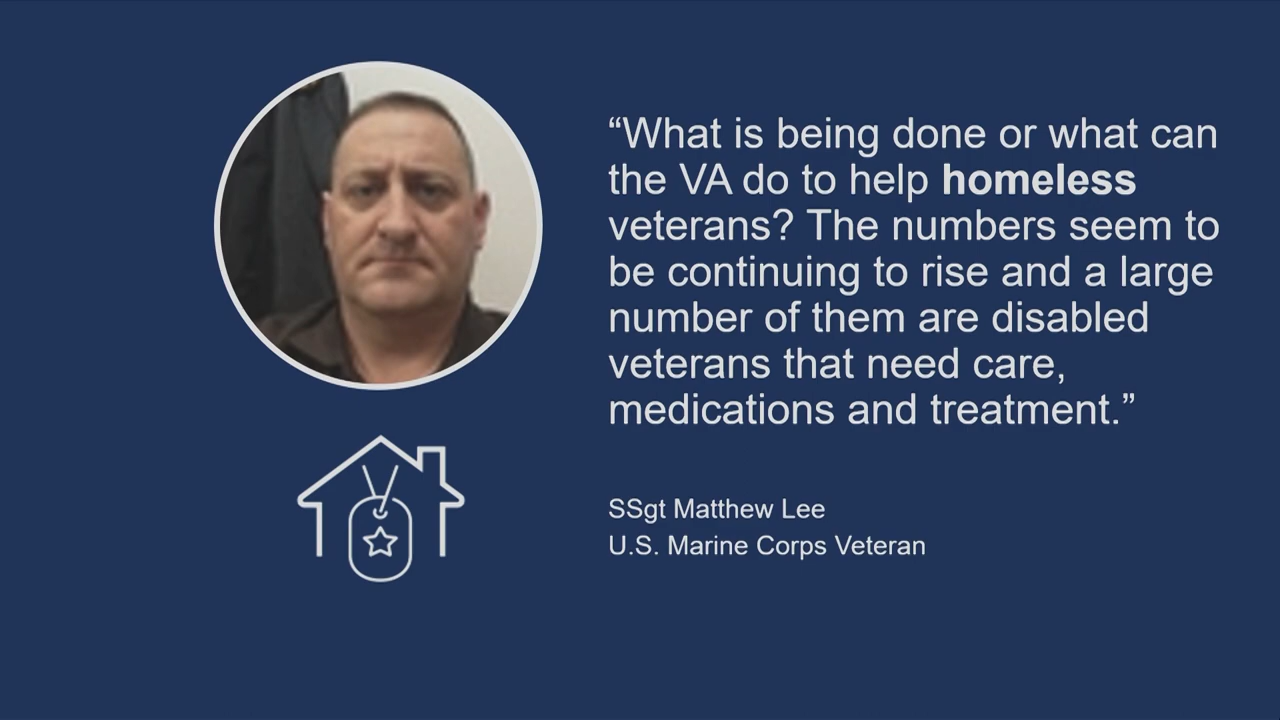 “What is being done or what can
the VA do to help homeless
veterans? The numbers seem to
be continuing to rise and a large
number of them are disabled
veterans that need care,
medications and treatment.”
SSgt Matthew Lee
U.S. Marine Corps Veteran